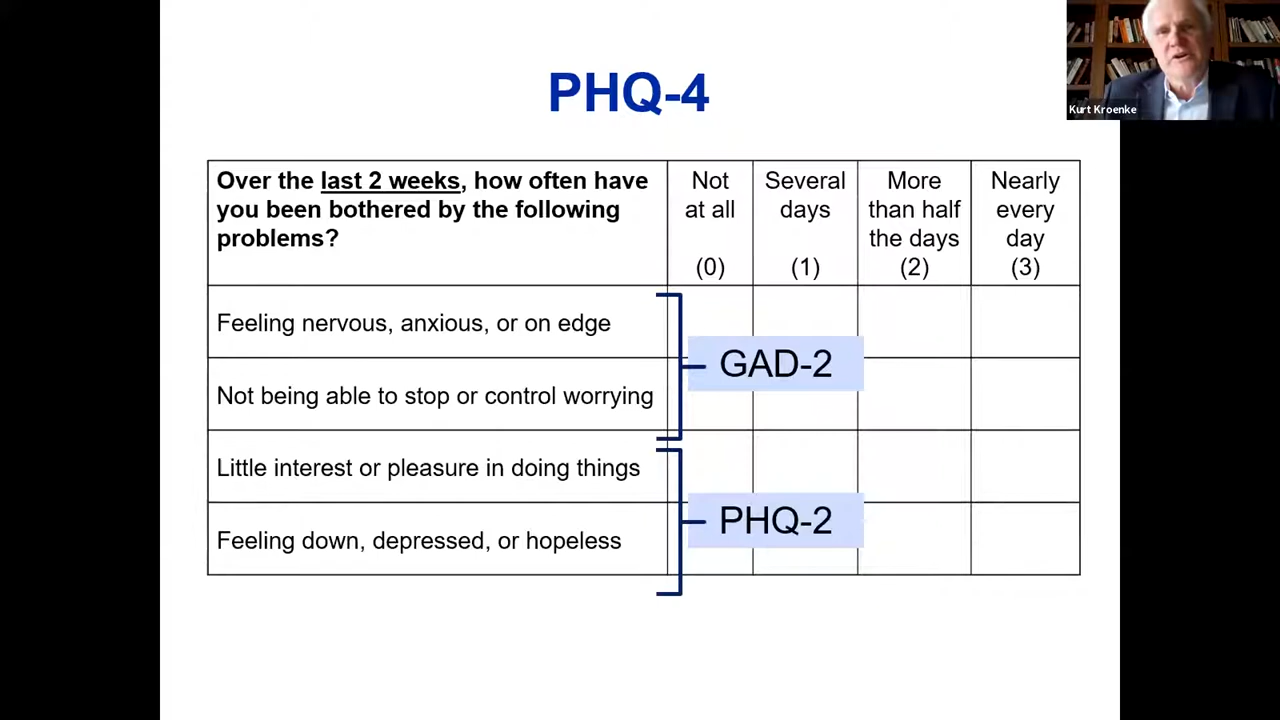 PHQ-4
Kurt Kroenke
Over the last 2 weeks, how often have
you been bothered by the following
problems?
Not
at all
(0)
Several
days
(1)
More
than half
the days
(2)
Nearly
every
day
(3)
Feeling nervous, anxious, or on edge
GAD-2
Not being able to stop or control worrying
Little interest or pleasure in doing things
PHQ-2
Feeling down, depressed, or hopeless